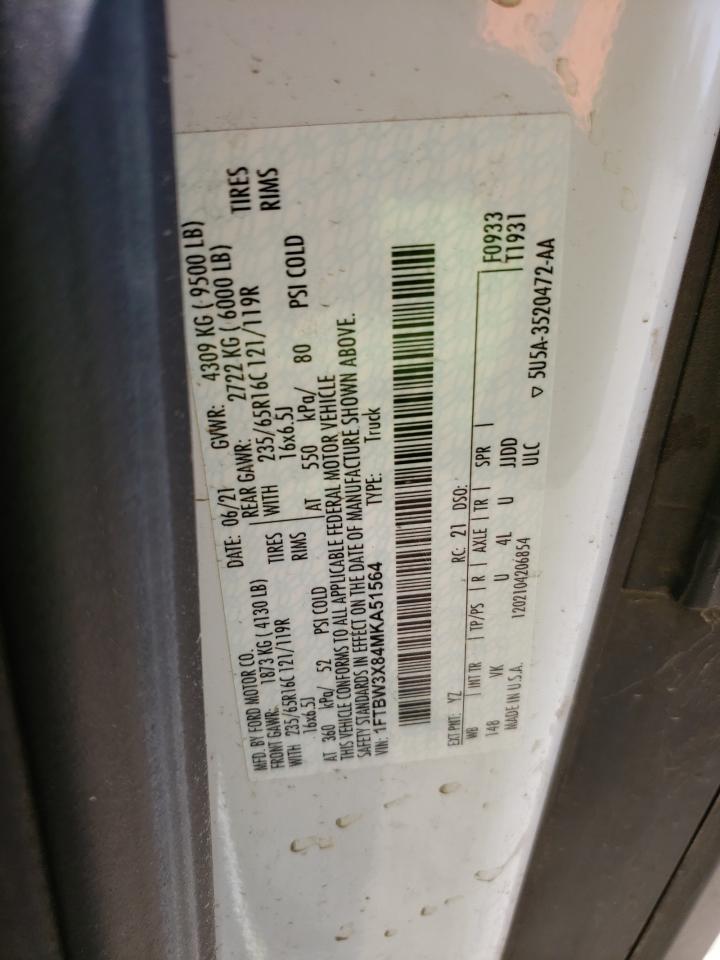 MFD. BY FORD MOTOR CO.
DATE: 06/21 GVWR: 4309 KG ( 9500 LB)
FRONT GAWR: 1873 KG ( 4130 LB) REAR GAWR: 2722 KG ( 6000 LB)
WITH 235/65R16C 121/119R TIRES WITH 235/65R16C 121/119R TIRES
16x6.5J RIMS 16x6.5J RIMS
AT 360 kPa/ 52 PSI COLD AT 550 kPa/ 80 PSI COLD
THIS VEHICLE CONFORMS TO ALL APPLICABLE FEDERAL MOTOR VEHICLE
SAFETY STANDARDS IN EFFECT ON THE DATE OF MANUFACTURE SHOWN ABOVE.
VIN: 1FTBW3X84MKA51564 TYPE: Truck
EXT PNT: YZ RC: 21 DSO: F0933
WB INT TR TP/PS R AXLE TR SPR T1931
148 VK U 4L U JJDD
MADE IN U.S.A. 1202104206854 ULC
▽ 5U5A-3520472-AA